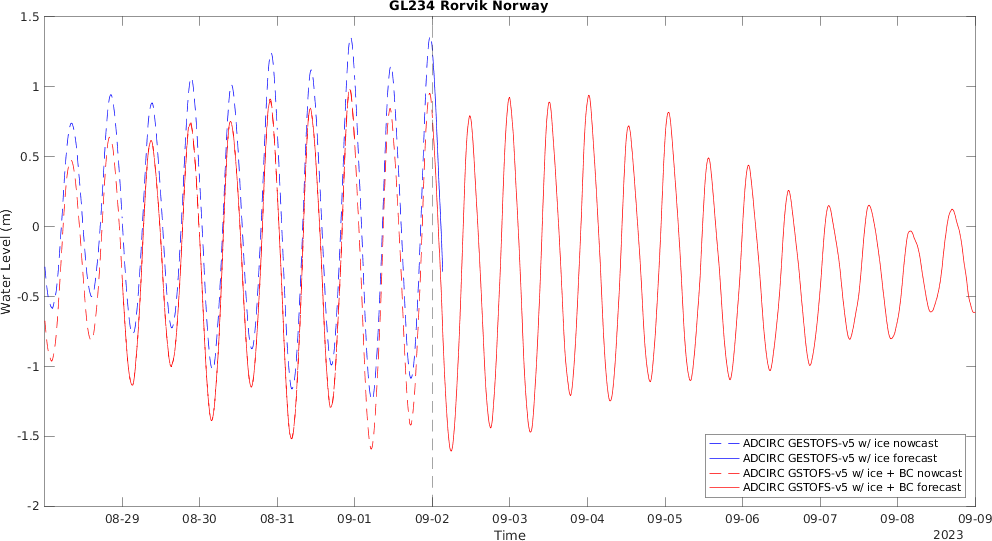 GL234 Rorvik Norway
1.5
1
0.5
0
-0.5
-1
-1.5
-2
Water Level (m)
08-29 08-30 08-31 09-01 09-02 09-03 09-04 09-05 09-06 09-07 09-08 09-09
Time
2023
ADCIRC GESTOFS-v5 w/ ice nowcast
ADCIRC GESTOFS-v5 w/ ice forecast
ADCIRC GSTOFS-v5 w/ ice + BC nowcast
ADCIRC GSTOFS-v5 w/ ice + BC forecast